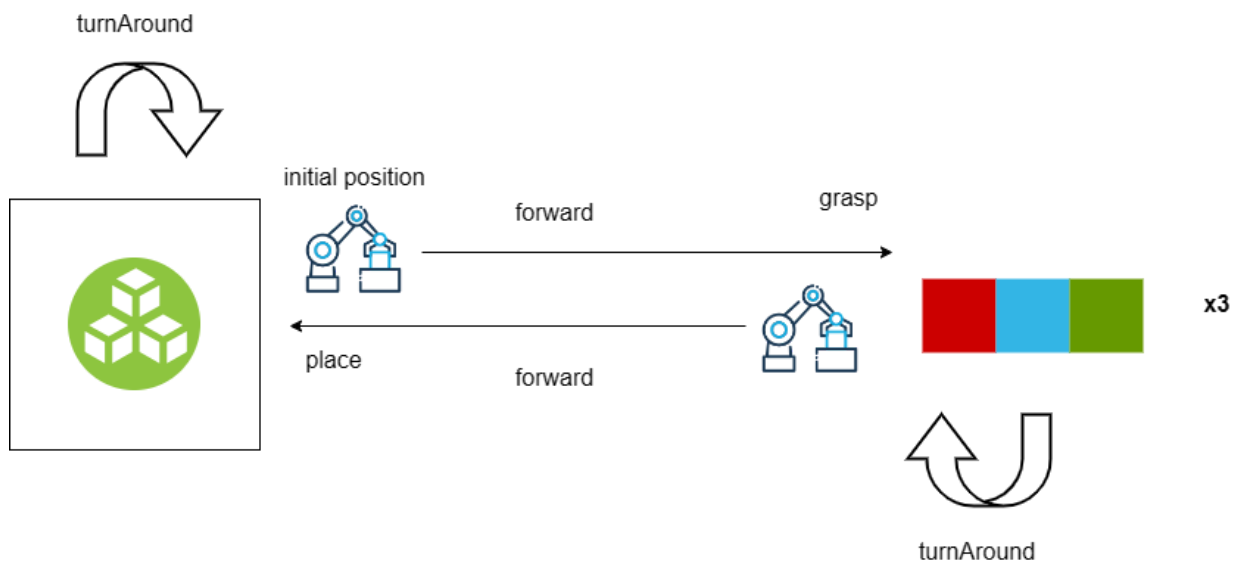 turnAround
initial position
forward
grasp
x3
place
forward
turnAround